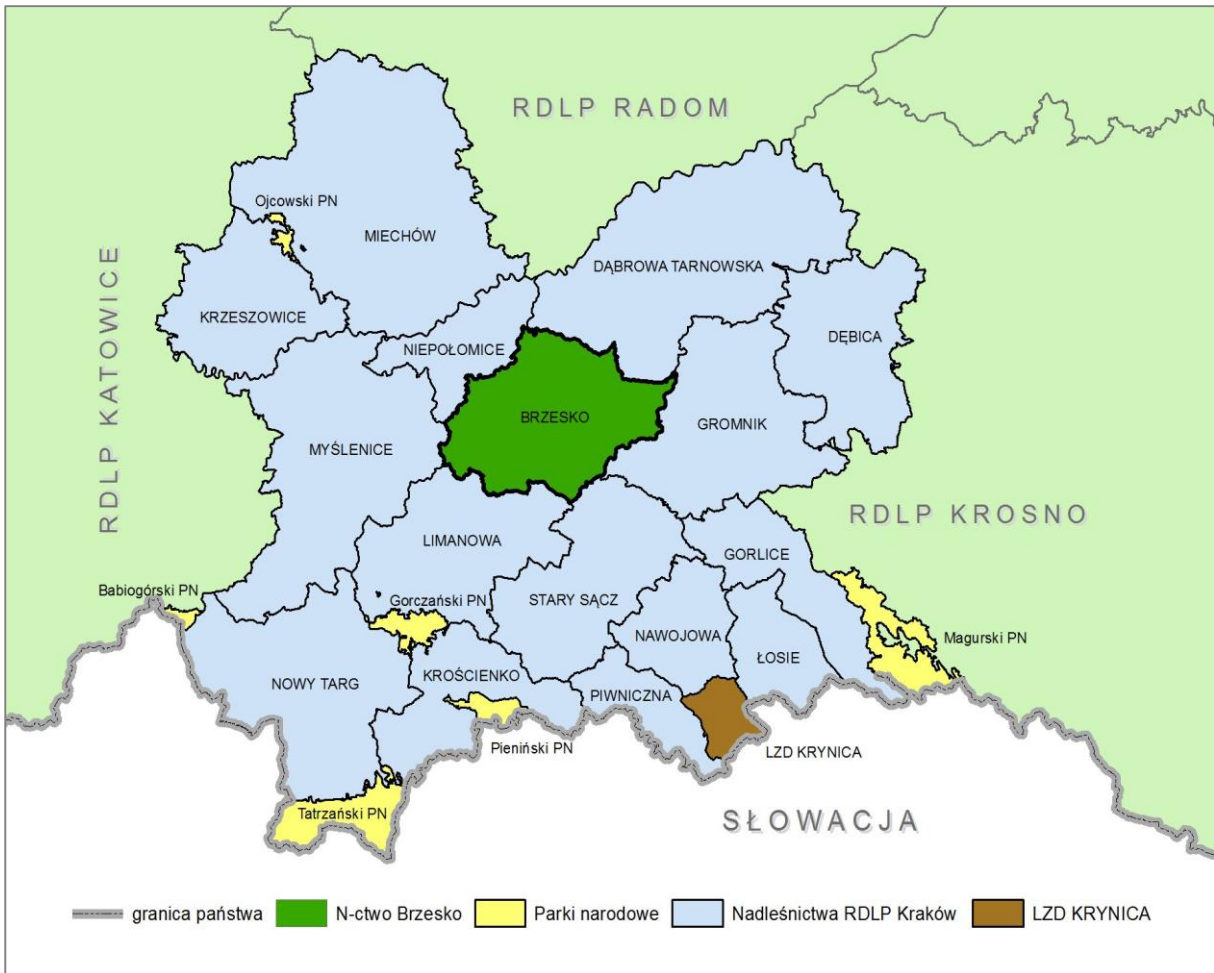 RDLP RADOM
Ojcowski PN
MIECHÓW
DĄBROWA TARNOWSKA
RDLP KATOWICE
KRZESZOWICE
NIEPOŁOMICE
DĘBICA
BRZESKO
GROMNIK
MYŚLENICE
RDLP KROSNO
LIMANOWA
GORLICE
Babiogórski PN
Gorczański PN
STARY SĄCZ
NAWOJOWA
Magurski PN
ŁOSIE
KROŚCIENKO
NOWY TARG
PIWNICZNA
Pieniński PN
LZD KRYNICA
Tatrzański PN
SŁOWACJA
granica państwa
N-ctwo Brzesko
Parki narodowe
Nadleśnictwa RDLP Kraków
LZD KRYNICA